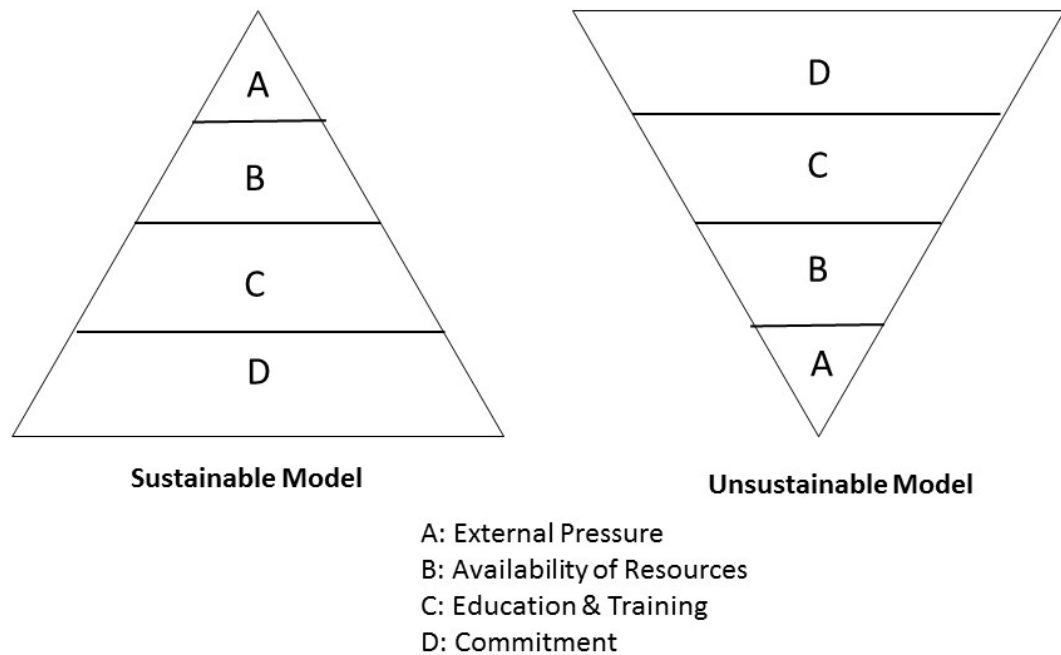 A
B
C
D
Sustainable Model
D
C
B
A
Unsustainable Model
A: External Pressure
B: Availability of Resources
C: Education & Training
D: Commitment